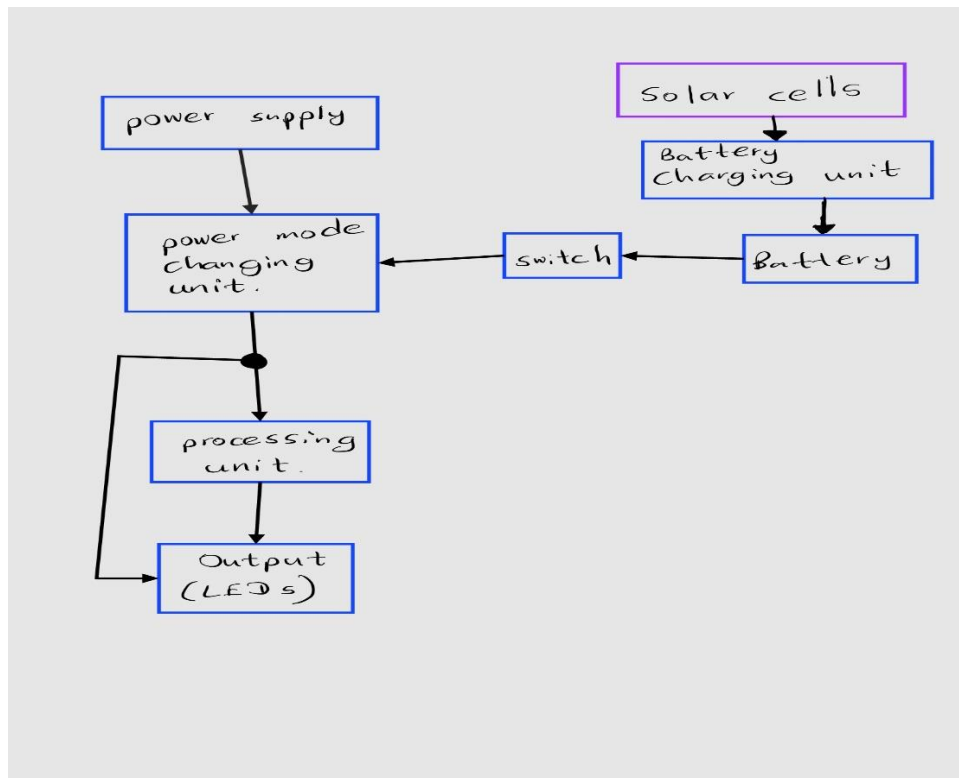 power supply
Solar cells
Battery
Charging unit
power mode
changing
unit.
switch
Battery
processing
unit.
Output
(LEDs)